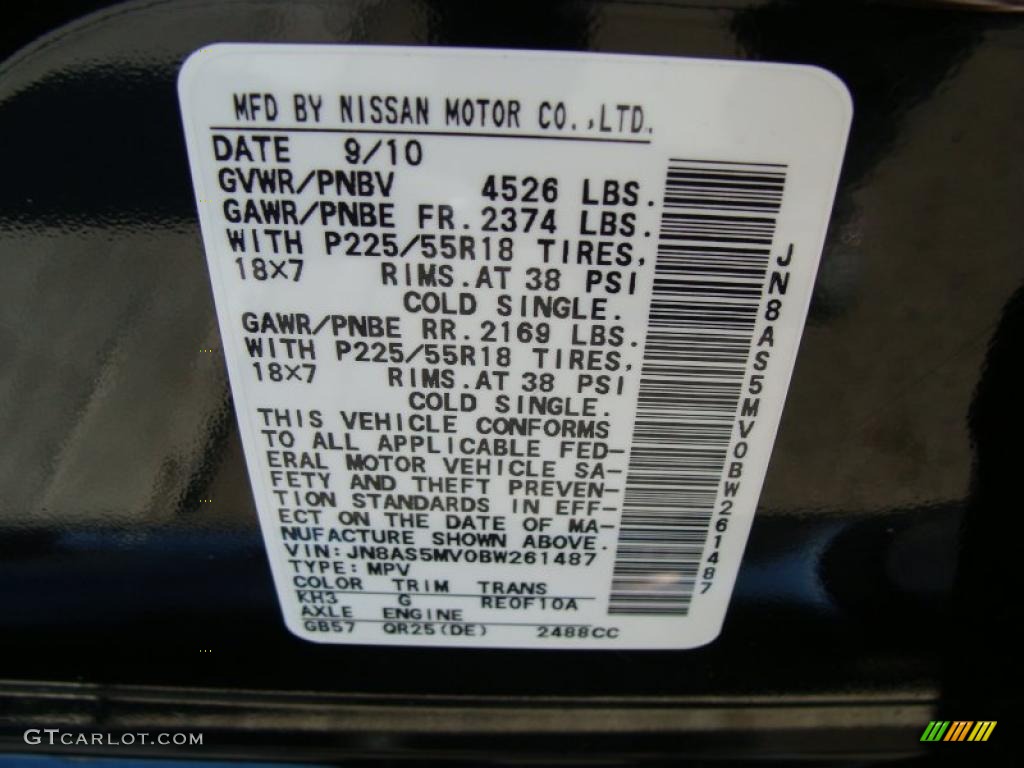 MFD BY NISSAN MOTOR CO.,LTD.
DATE 9/10
GVWR/PNBV 4526 LBS.
GAWR/PNBE FR.2374 LBS.
WITH P225/55R18 TIRES,
18X7 RIMS.AT 38 PSI
COLD SINGLE.
GAWR/PNBE RR.2169 LBS.
WITH P225/55R18 TIRES,
18X7 RIMS.AT 38 PSI
COLD SINGLE.
THIS VEHICLE CONFORMS
TO ALL APPLICABLE FED-
ERAL MOTOR VEHICLE SA-
FETY AND THEFT PREVEN-
TION STANDARDS IN EFF-
ECT ON THE DATE OF MA-
NUFACTURE SHOWN ABOVE.
VIN:JN8AS5MV0BW261487
TYPE:MPV
COLOR TRIM TRANS
KH3 G RE0F10A
AXLE ENGINE
GB57 QR25(DE) 2488CC
JN8AS5MV0BW261487
GTCARLOT.COM